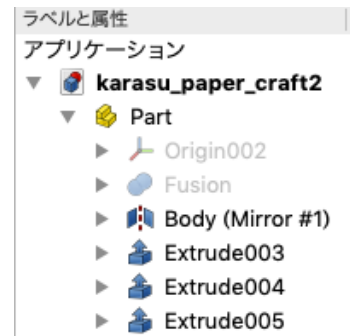 ラベルと属性
アプリケーション
karasu_paper_craft2
Part
Origin002
Fusion
Body (Mirror #1)
Extrude003
Extrude004
Extrude005